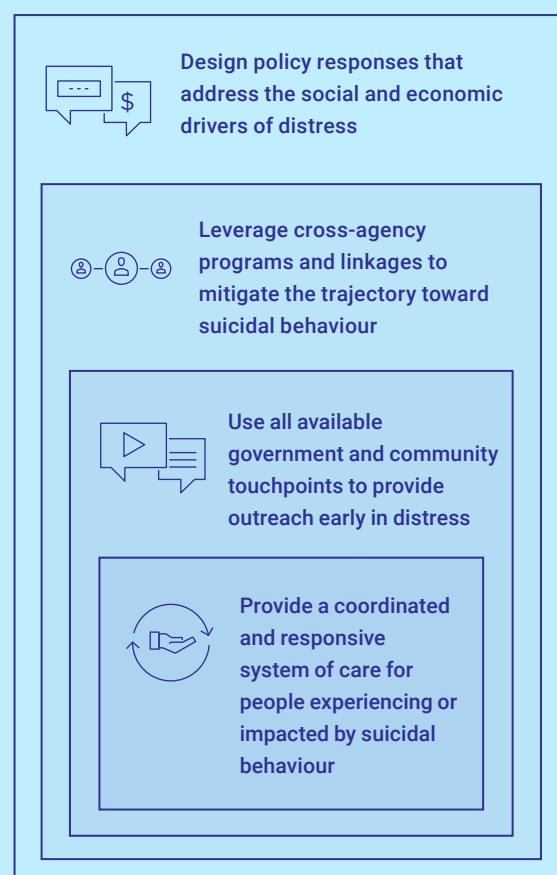 Design policy responses that
address the social and economic
drivers of distress
$
Leverage cross-agency
programs and linkages to
mitigate the trajectory toward
suicidal behaviour
Use all available
government and community
touchpoints to provide
outreach early in distress
Provide a coordinated
and responsive
system of care for
people experiencing or
impacted by suicidal
behaviour